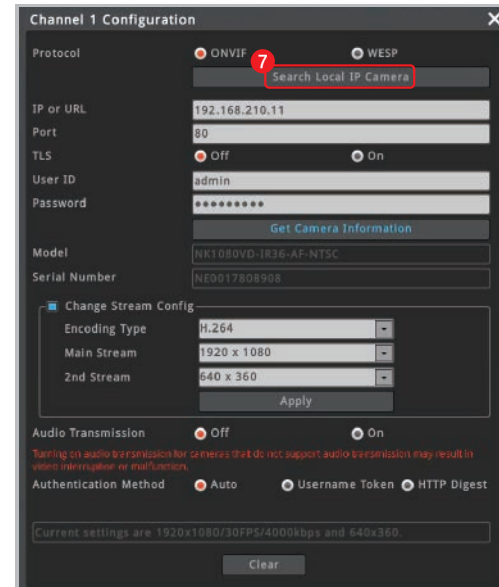 Channel 1 Configuration
Protocol ONVIF WESP
7
Search Local IP Camera
IP or URL 192.168.210.11
Port 80
TLS Off On
User ID admin
Password •••••••••
Get Camera Information
Model NK1080VD-IR36-AF-NTSC
Serial Number NE0017808908
Change Stream Config
Encoding Type H.264
Main Stream 1920 x 1080
2nd Stream 640 x 360
Apply
Audio Transmission Off On
Turning on audio transmission for cameras that do not support audio transmission may result in
video interruption or malfunction.
Authentication Method Auto Username Token HTTP Digest
Current settings are 1920x1080/30FPS/4000kbps and 640x360.
Clear